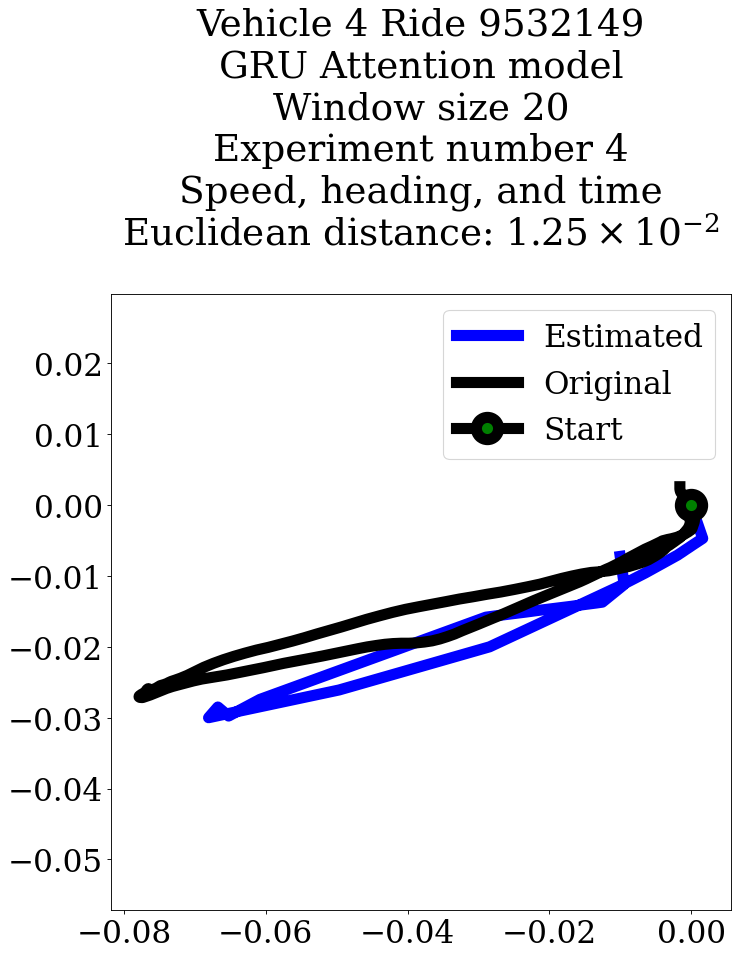 Vehicle 4 Ride 9532149
GRU Attention model
Window size 20
Experiment number 4
Speed, heading, and time
Euclidean distance: 1.25 × 10⁻²
Estimated
Original
Start
0.02
0.01
0.00
−0.01
−0.02
−0.03
−0.04
−0.05
−0.08 −0.06 −0.04 −0.02 0.00